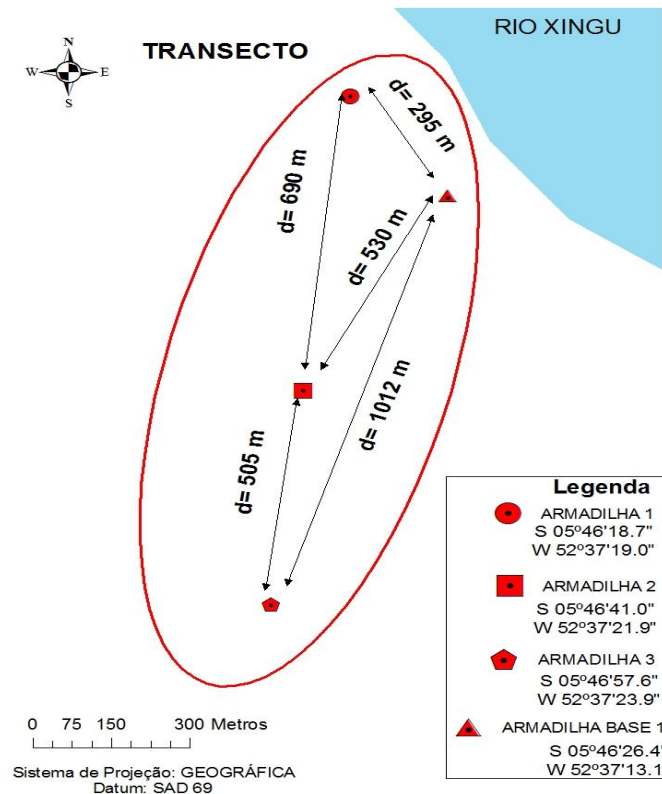 RIO XINGU
TRANSECTO
N
W E
S
d= 295 m
d= 690 m
d= 530 m
d= 1012 m
d= 505 m
Legenda
ARMADILHA 1
S 05º46'18.7"
W 52º37'19.0"
ARMADILHA 2
S 05º46'41.0"
W 52º37'21.9"
ARMADILHA 3
S 05º46'57.6"
W 52º37'23.9"
ARMADILHA BASE 1
S 05º46'26.4"
W 52º37'13.1
0 75 150 300 Metros
Sistema de Projeção: GEOGRÁFICA
Datum: SAD 69